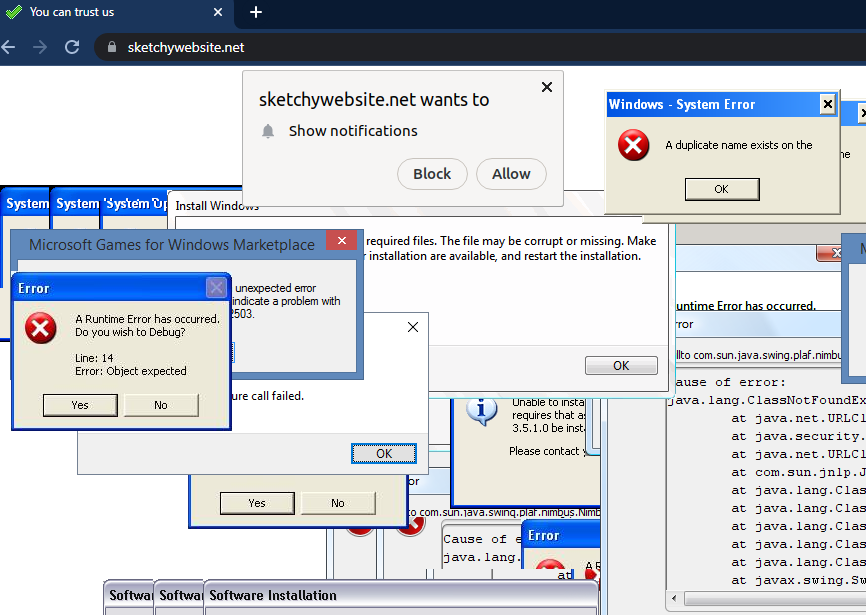 You can trust us
sketchywebsite.net
sketchywebsite.net wants to
Show notifications
Block
Allow
Windows - System Error
A duplicate name exists on the
OK
System
System
Install Windows
required files. The file may be corrupt or missing. Make
installation are available, and restart the installation.
OK
Microsoft Games for Windows Marketplace
unexpected error
indicate a problem with
2503.
Error
A Runtime Error has occurred.
Do you wish to Debug?
Line: 14
Error: Object expected
Yes
No
ure call failed.
OK
Yes
No
Unable to insta
requires that as
3.5.1.0 be inst
Please contact
untime Error has occurred.
rror
to com.sun.java.swing.plaf.nimbu
ause of error:
java.lang.ClassNotFoundEx
at java.net.URLCl
at java.security.
at java.net.URLCl
at com.sun.jnlp.J
at java.lang.Clas
at java.lang.Clas
at java.lang.Clas
at java.lang.Clas
at java.lang.Clas
at javax.swing.Sw
or
to com.sun.java.swing.plaf.nimbus.Nimb
Cause of e
java.lang.
at
Error
Softwar
Softwa
Software Installation